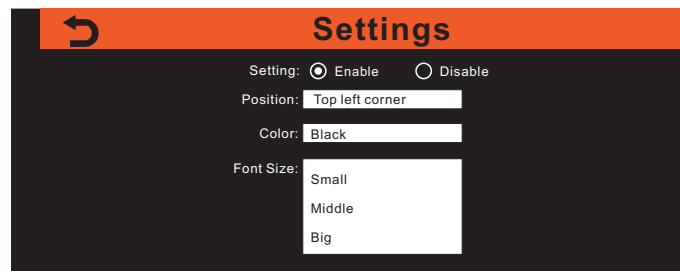 Settings
Setting: Enable Disable
Position: Top left corner
Color: Black
Font Size: Small
Middle
Big